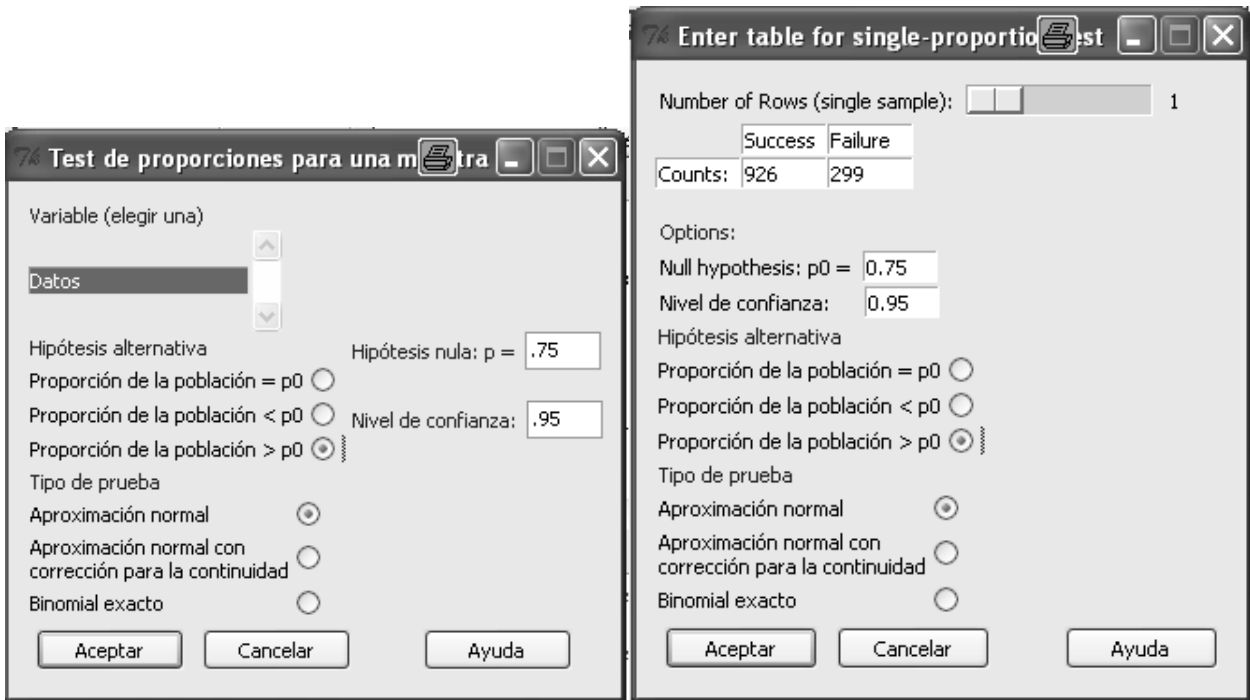 Test de proporciones para una m tra
Variable (elegir una)
Datos
Hipótesis alternativa
Hipótesis nula: p = .75
Proporción de la población = p0
Proporción de la población < p0
Nivel de confianza: .95
Proporción de la población > p0
Tipo de prueba
Aproximación normal
Aproximación normal con
corrección para la continuidad
Binomial exacto
Aceptar Cancelar Ayuda
Enter table for single-proportio est
Number of Rows (single sample): 1
Success Failure
Counts: 926 299
Options:
Null hypothesis: p0 = 0.75
Nivel de confianza: 0.95
Hipótesis alternativa
Proporción de la población = p0
Proporción de la población < p0
Proporción de la población > p0
Tipo de prueba
Aproximación normal
Aproximación normal con
corrección para la continuidad
Binomial exacto
Aceptar Cancelar Ayuda